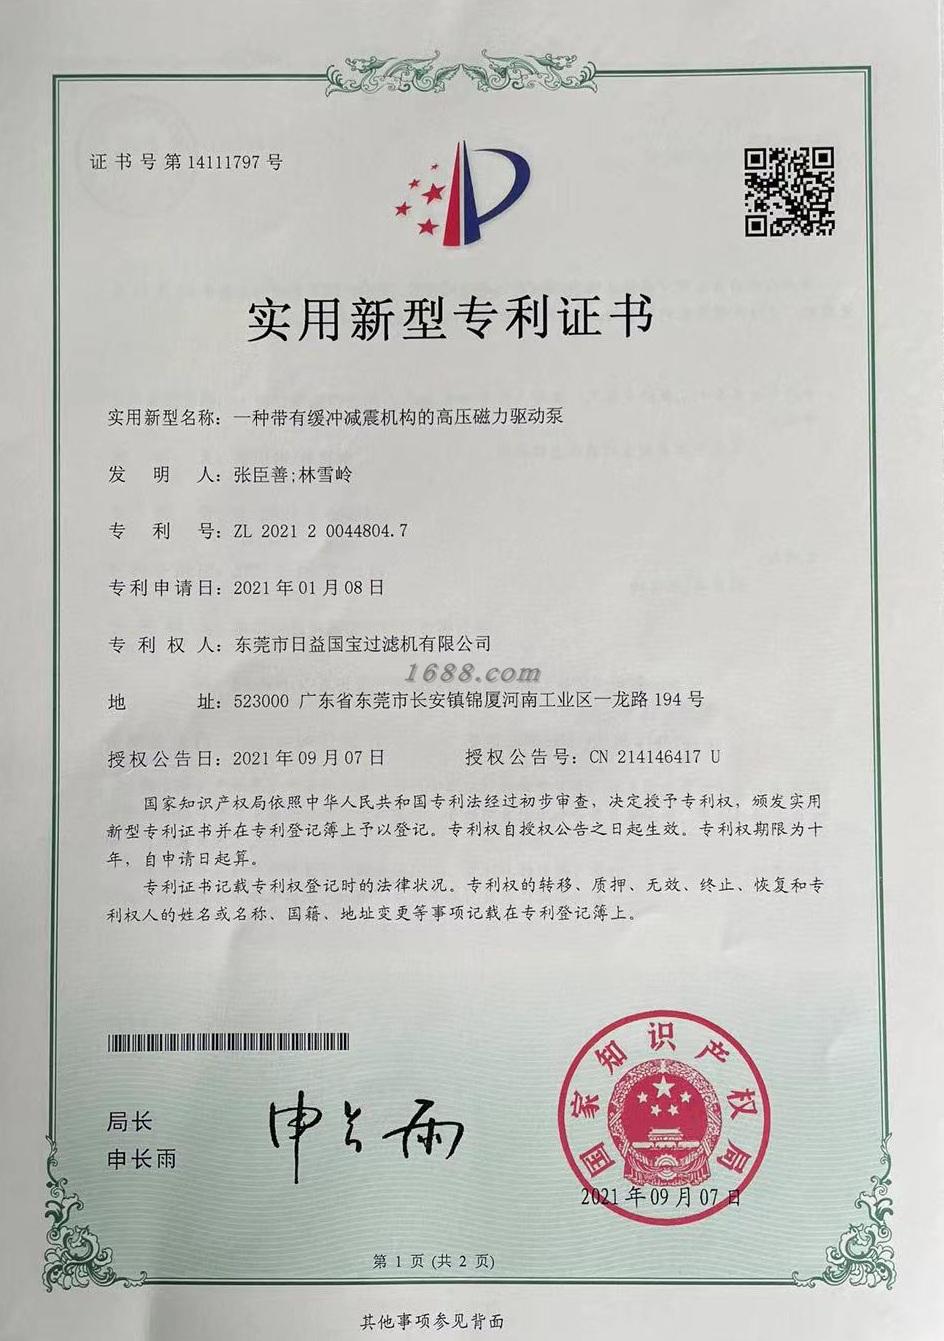 证书号第14111797号
实用新型专利证书
实用新型名称：一种带有缓冲减震机构的高压磁力驱动泵
发明人：张臣善;林雪岭
专利号：ZL 2021 2 0044804.7
专利申请日：2021年01月08日
专利权人：东莞市日益国宝过滤机有限公司
1688.com
地址：523000 广东省东莞市长安镇锦厦河南工业区一龙路194号
授权公告日：2021年09月07日 授权公告号：CN 214146417 U
国家知识产权局依照中华人民共和国专利法经过初步审查，决定授予专利权，颁发实用
新型专利证书并在专利登记簿上予以登记。专利权自授权公告之日起生效。专利权期限为十
年，自申请日起算。
专利证书记载专利权登记时的法律状况。专利权的转移、质押、无效、终止、恢复和专
利权人的姓名或名称、国籍、地址变更等事项记载在专利登记簿上。
局长
申长雨
申长雨
国家知识产权局
2021年09月07日
第1页(共2页)
其他事项参见背面